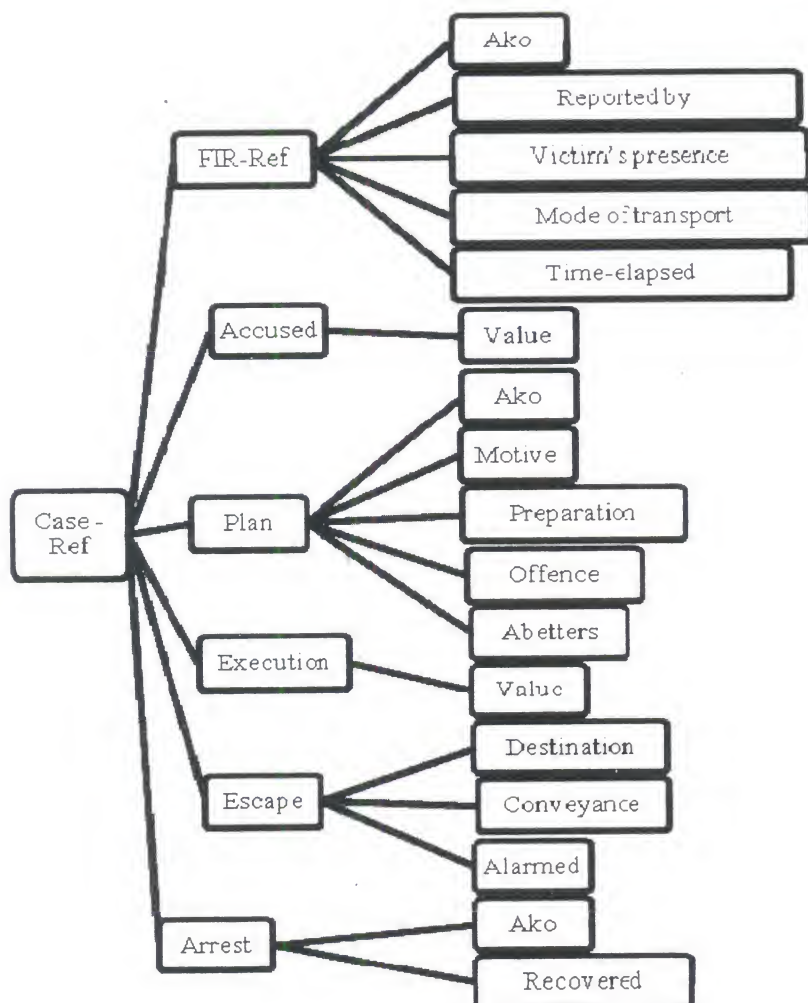 Ako
Reported by
FIR-Ref
Victim's presence
Mode of transport
Time-elapsed
Accused
Value
Ako
Motive
Case -
Ref
Plan
Preparation
Offence
Abetters
Execution
Value
Destination
Escape
Conveyance
Alarmed
Arrest
Ako
Recovered